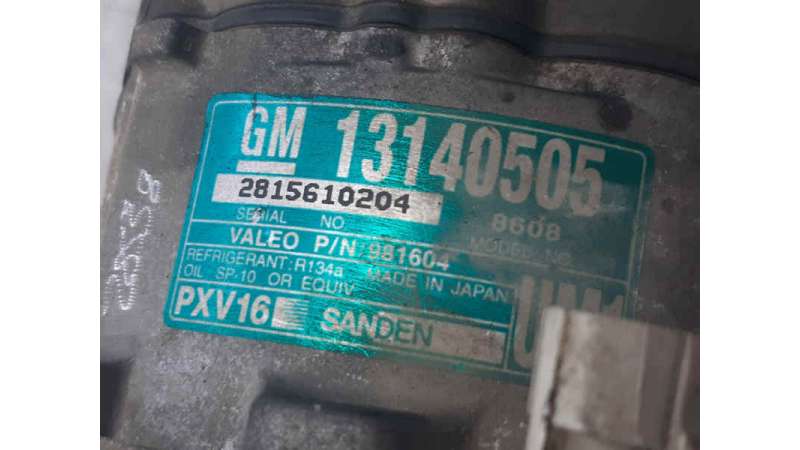 GM 13140505
2815610204
SERIAL NO 8608
MODEL NO.
VALEO P/N 981604
REFRIGERANT:R134a MADE IN JAPAN
OIL SP-10 OR EQUIV.
PXV16 SANDEN